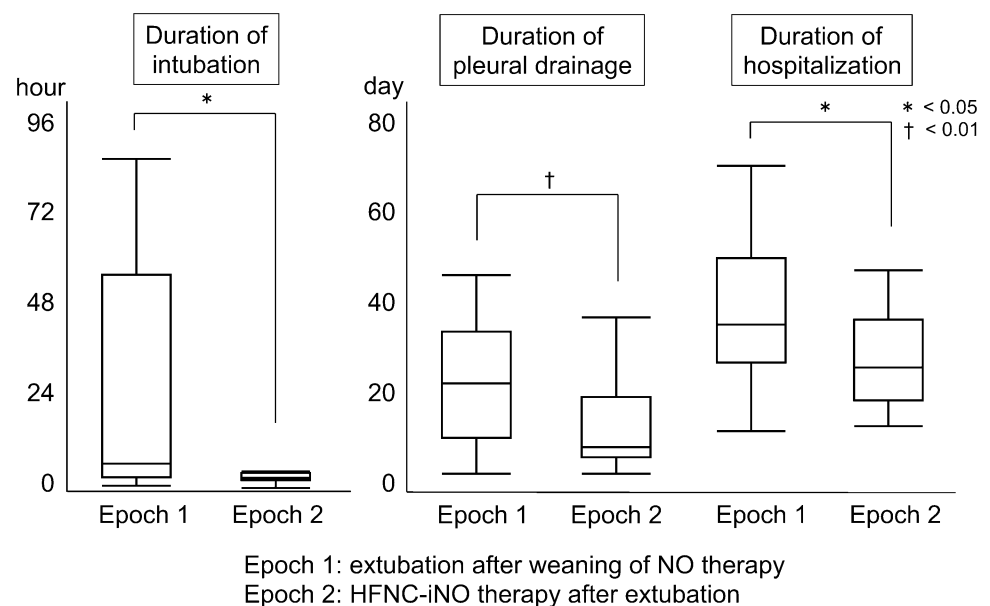 Duration of
intubation
Duration of
pleural drainage
Duration of
hospitalization
hour
96
72
48
24
0
*
day
80
60
40
20
0
†
*
* < 0.05
† < 0.01
Epoch 1
Epoch 2
Epoch 1
Epoch 2
Epoch 1
Epoch 2
Epoch 1: extubation after weaning of NO therapy
Epoch 2: HFNC-iNO therapy after extubation